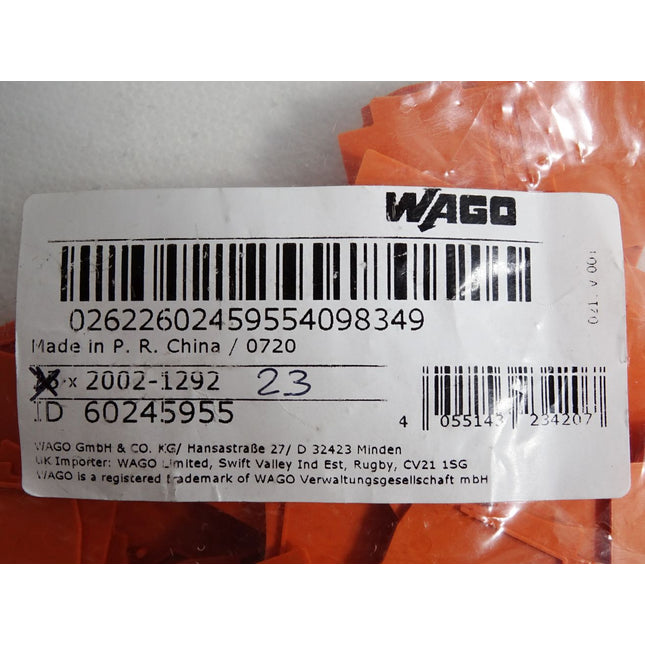 WAGO
02622602459554098349
Made in P. R. China / 0720
x 2002-1292 23
ID 60245955
4 055143 234207
WAGO GmbH & CO. KG/ Hansastraße 27/ D 32423 Minden
UK Importer: WAGO Limited, Swift Valley Ind Est, Rugby, CV21 1SG
WAGO is a registered trademark of WAGO Verwaltungsgesellschaft mbH